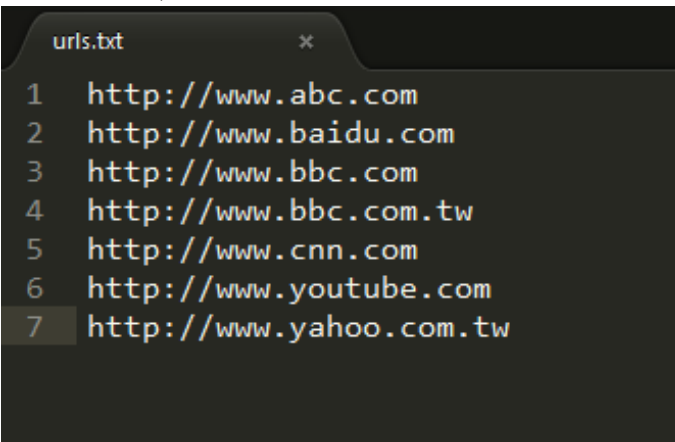 urls.txt ×
1 http://www.abc.com
2 http://www.baidu.com
3 http://www.bbc.com
4 http://www.bbc.com.tw
5 http://www.cnn.com
6 http://www.youtube.com
7 http://www.yahoo.com.tw